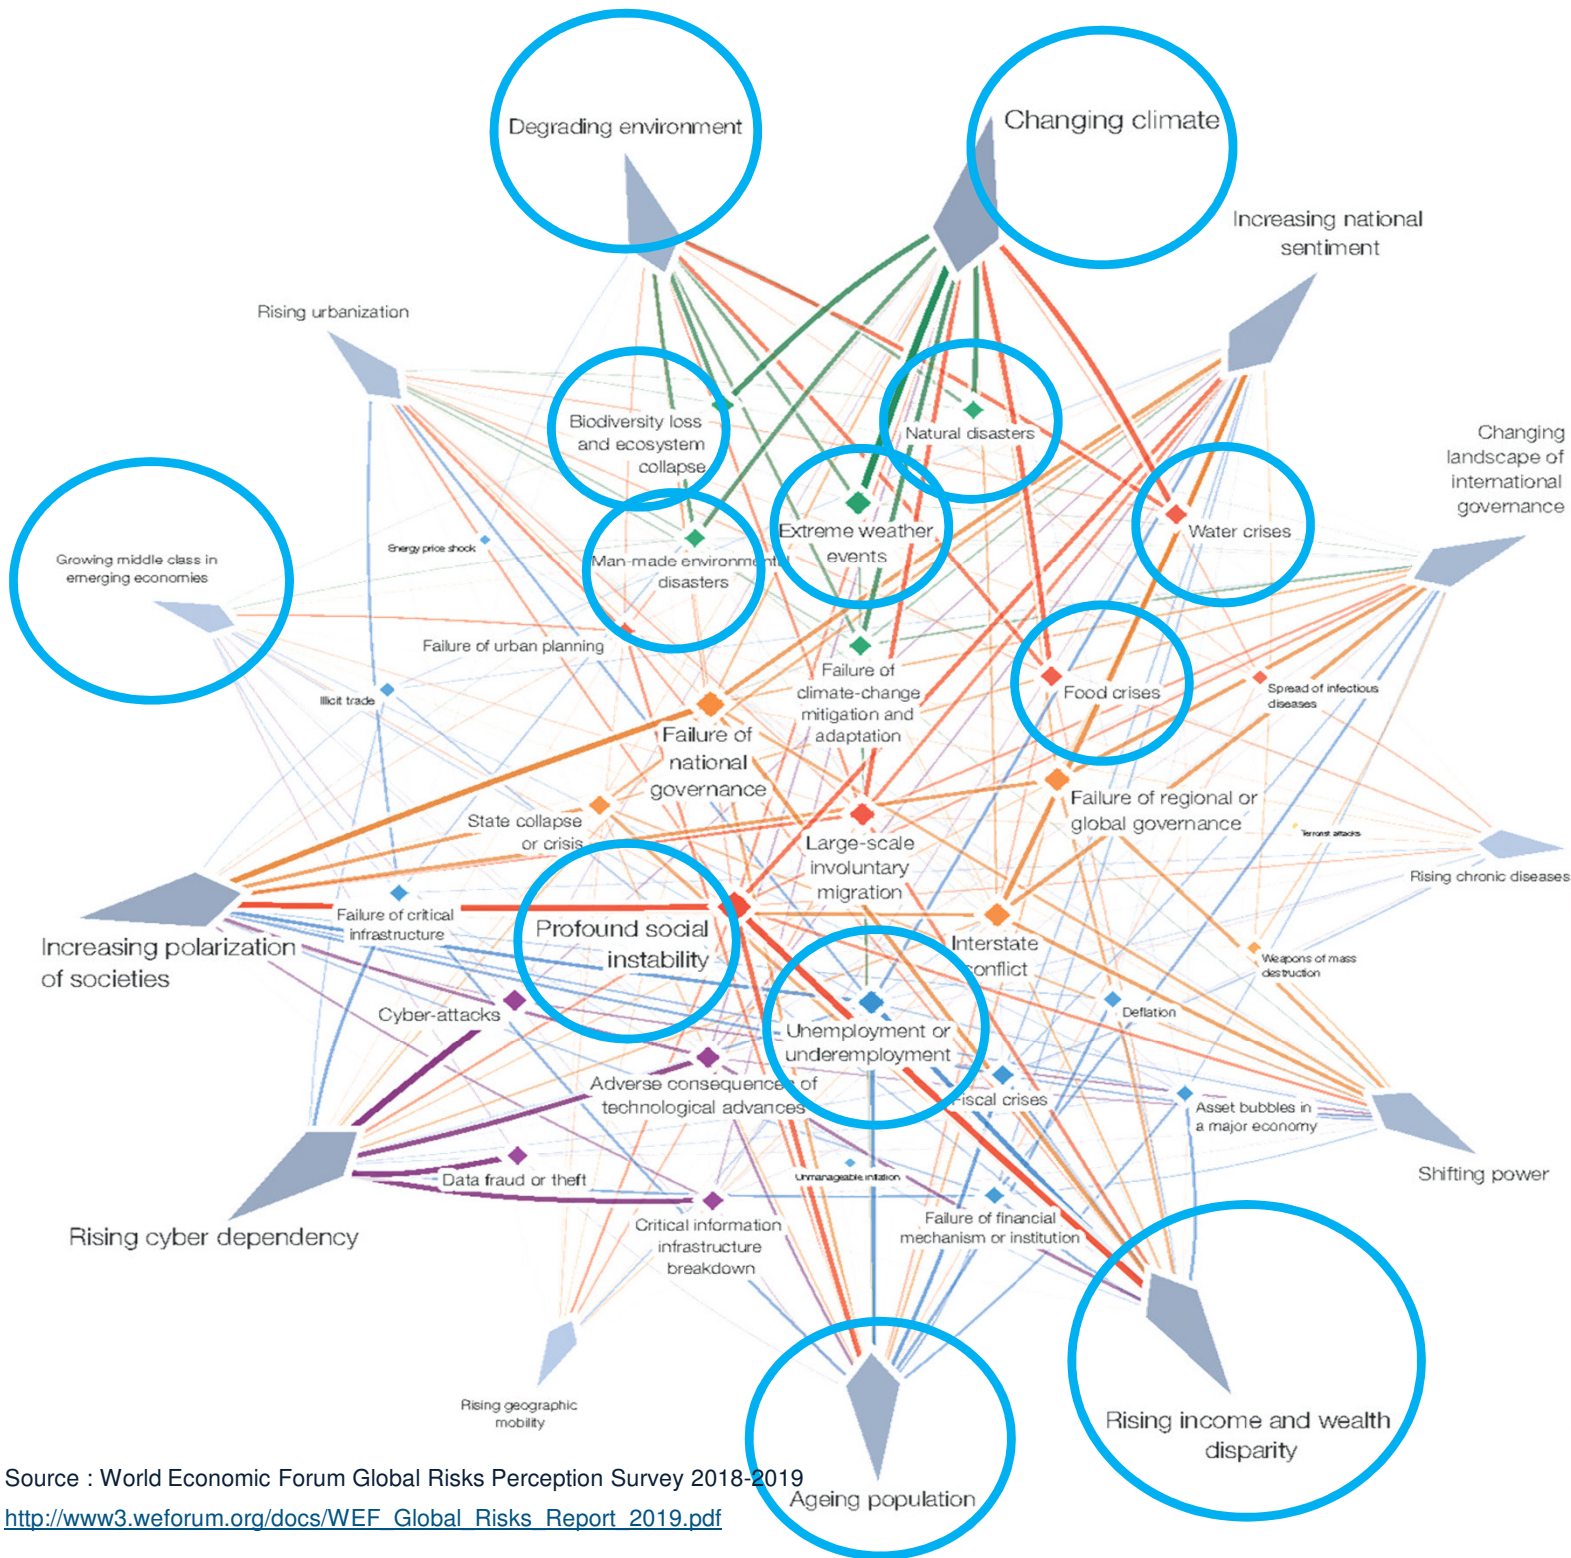 Degrading environment
Changing climate
Increasing national
sentiment
Rising urbanization
Biodiversity loss
and ecosystem
collapse
Natural disasters
Changing
landscape of
international
governance
Extreme weather
events
Water crises
Energy price shock
Man-made environmental
disasters
Growing middle class in
emerging economies
Failure of urban planning
Failure of
climate-change
mitigation and
adaptation
Food crises
Spread of infectious
diseases
Illicit trade
Failure of
national
governance
State collapse
or crisis
Failure of regional or
global governance
Terrorist attacks
Large-scale
involuntary
migration
Rising chronic diseases
Failure of critical
infrastructure
Profound social
instability
Increasing polarization
of societies
Interstate
conflict
Weapons of mass
destruction
Cyber-attacks
Unemployment or
underemployment
Deflation
Adverse consequences of
technological advances
Fiscal crises
Asset bubbles in
a major economy
Shifting power
Data fraud or theft
Unmanageable inflation
Rising cyber dependency
Critical information
infrastructure
breakdown
Failure of financial
mechanism or institution
Rising geographic
mobility
Rising income and wealth
disparity
Ageing population
Source : World Economic Forum Global Risks Perception Survey 2018-2019
http://www3.weforum.org/docs/WEF_Global_Risks_Report_2019.pdf